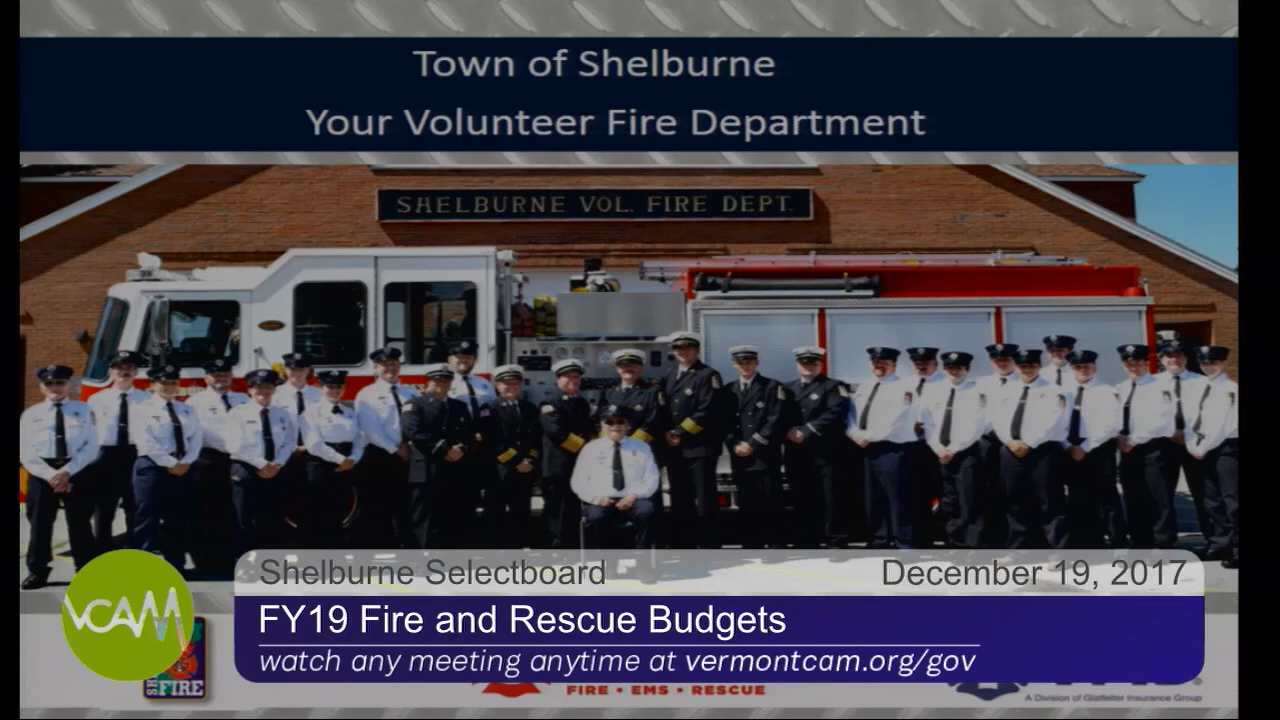 Town of Shelburne
Your Volunteer Fire Department
SHELBURNE VOL. FIRE DEPT.
Shelburne Selectboard
December 19, 2017
FY19 Fire and Rescue Budgets
watch any meeting anytime at vermontcam.org/gov
VCAM
FIRE
FIRE • EMS • RESCUE
A Division of Glatfelter Insurance Group